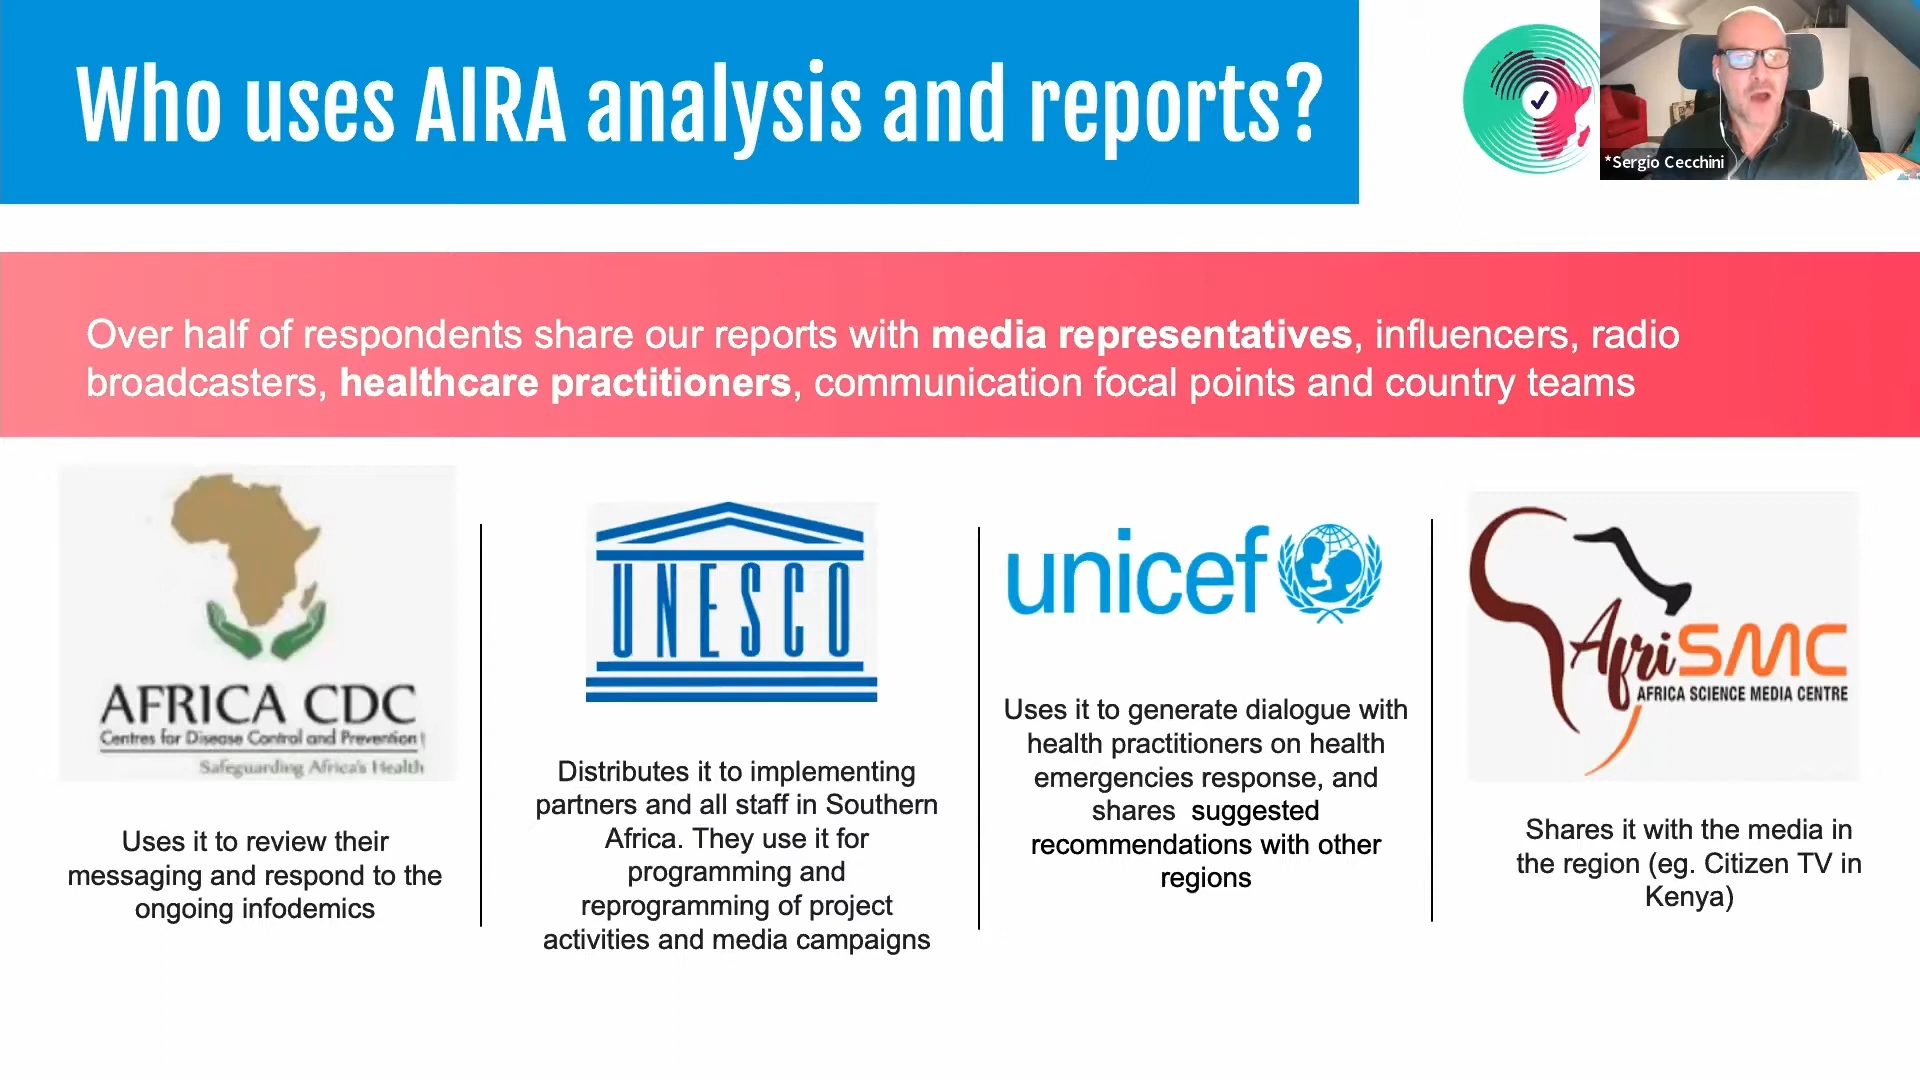 Who uses AIRA analysis and reports?
*Sergio Cecchini
Over half of respondents share our reports with media representatives, influencers, radio
broadcasters, healthcare practitioners, communication focal points and country teams
AFRICA CDC
Centres for Disease Control and Prevention
Safeguarding Africa's Health
Uses it to review their
messaging and respond to the
ongoing infodemics
UNESCO
Distributes it to implementing
partners and all staff in Southern
Africa. They use it for
programming and
reprogramming of project
activities and media campaigns
unicef
Uses it to generate dialogue with
health practitioners on health
emergencies response, and
shares  suggested
recommendations with other
regions
AfriSMC
AFRICA SCIENCE MEDIA CENTRE
Shares it with the media in
the region (eg. Citizen TV in
Kenya)